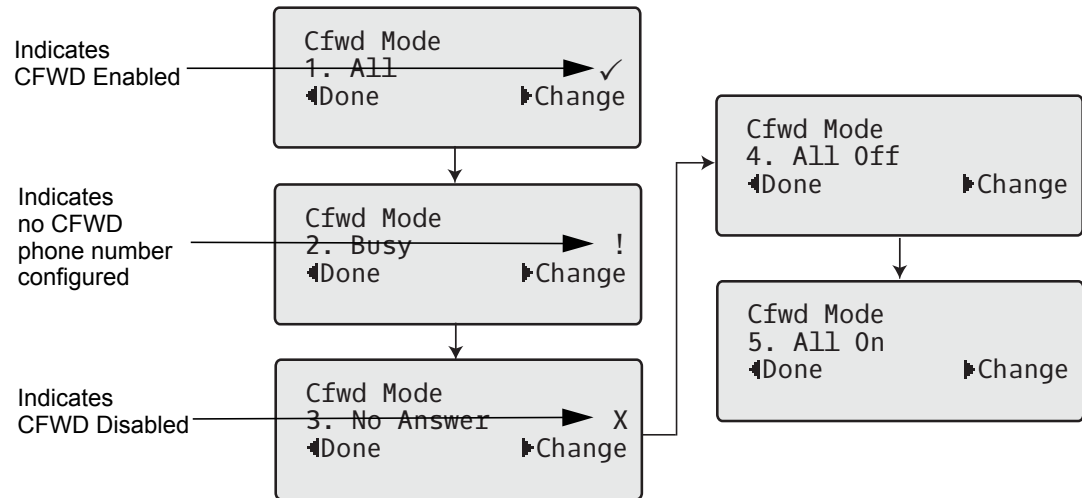 Indicates
CFWD Enabled
Cfwd Mode
1. All ✓
◀Done ▶Change
Indicates
no CFWD
phone number
configured
Cfwd Mode
2. Busy !
◀Done ▶Change
Indicates
CFWD Disabled
Cfwd Mode
3. No Answer X
◀Done ▶Change
Cfwd Mode
4. All Off
◀Done ▶Change
Cfwd Mode
5. All On
◀Done ▶Change